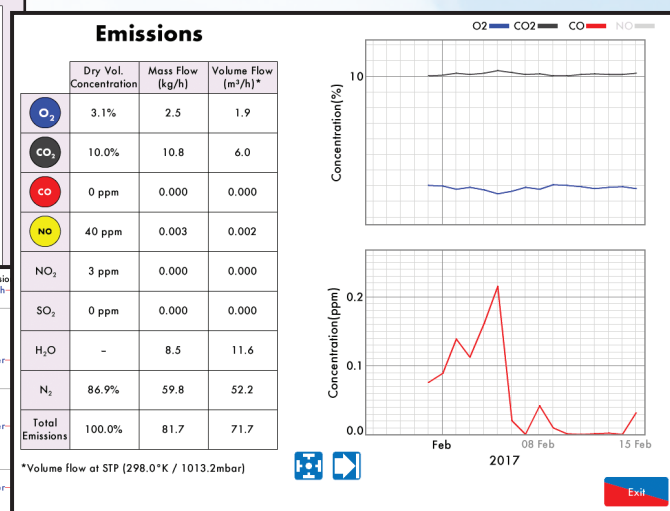 Emissions
O2 CO2 CO NO
Dry Vol. Concentration Mass Flow (kg/h) Volume Flow (m³/h)*
O₂ 3.1% 2.5 1.9
CO₂ 10.0% 10.8 6.0
CO 0 ppm 0.000 0.000
NO 40 ppm 0.003 0.002
NO₂ 3 ppm 0.000 0.000
SO₂ 0 ppm 0.000 0.000
H₂O – 8.5 11.6
N₂ 86.9% 59.8 52.2
Total Emissions 100.0% 81.7 71.7
*Volume flow at STP (298.0°K / 1013.2mbar)
Concentration(%)
10
Concentration(ppm)
0.2
0.1
0.0
Feb 08 Feb 15 Feb
2017
Exit